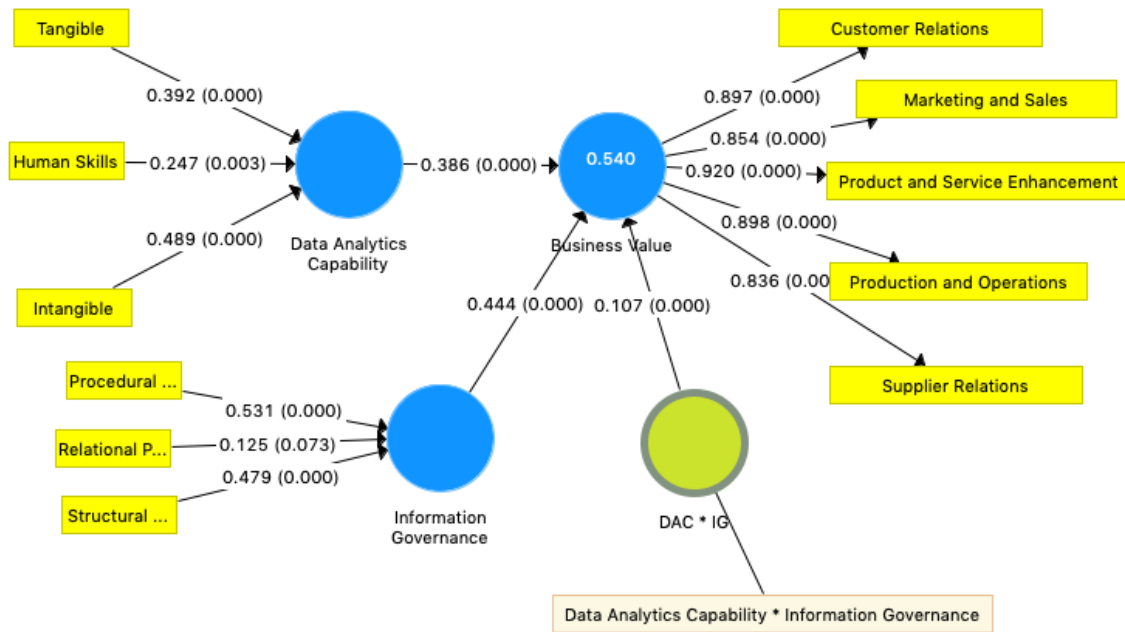 Tangible
Customer Relations
0.392 (0.000)
0.897 (0.000)
Marketing and Sales
0.854 (0.000)
Human Skills
0.247 (0.003)
0.386 (0.000)
0.540
0.920 (0.000)
Product and Service Enhancement
0.489 (0.000)
0.898 (0.000)
Data Analytics
Capability
Business Value
0.836 (0.00
Production and Operations
Intangible
0.444 (0.000)
0.107 (0.000)
Procedural ...
Supplier Relations
0.531 (0.000)
Relational P...
0.125 (0.073)
0.479 (0.000)
Structural ...
Information
Governance
DAC * IG
Data Analytics Capability * Information Governance